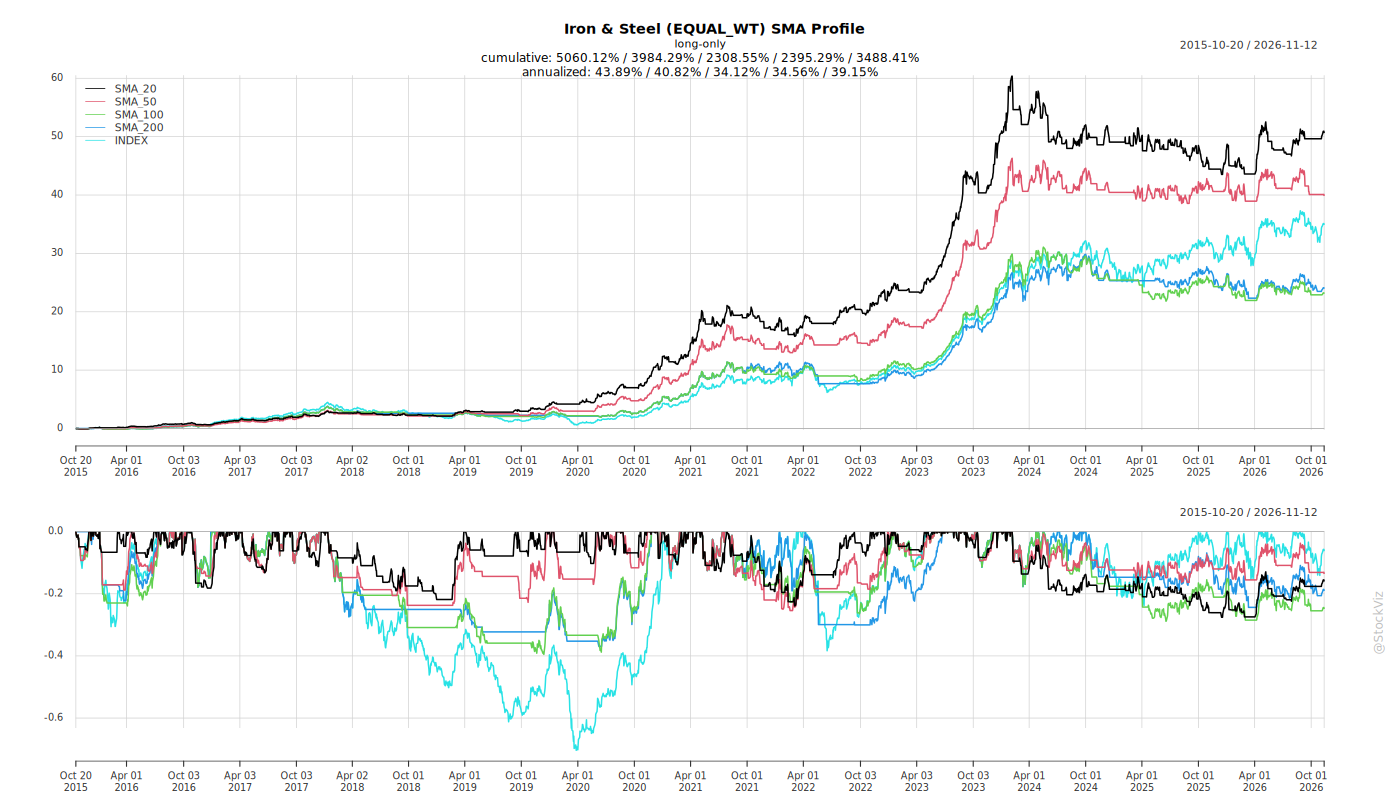 Iron & Steel (EQUAL_WT) SMA Profile
long-only
cumulative: 5060.12% / 3984.29% / 2308.55% / 2395.29% / 3488.41%
annualized: 43.89% / 40.82% / 34.12% / 34.56% / 39.15%
2015-10-20 / 2026-11-12
SMA_20
SMA_50
SMA_100
SMA_200
INDEX
60
50
40
30
20
10
0
Oct 20 Apr 01 Oct 03 Apr 03 Oct 03 Apr 02 Oct 01 Apr 01 Oct 01 Apr 01 Oct 01 Apr 01 Oct 01 Apr 01 Oct 03 Apr 03 Oct 03 Apr 01 Oct 01 Apr 01 Oct 01 Apr 01 Oct 01
2015 2016 2016 2017 2017 2018 2018 2019 2019 2020 2020 2021 2021 2022 2022 2023 2023 2024 2024 2025 2025 2026 2026
2015-10-20 / 2026-11-12
0.0
-0.2
-0.4
-0.6
Oct 20 Apr 01 Oct 03 Apr 03 Oct 03 Apr 02 Oct 01 Apr 01 Oct 01 Apr 01 Oct 01 Apr 01 Oct 01 Apr 01 Oct 03 Apr 03 Oct 03 Apr 01 Oct 01 Apr 01 Oct 01 Apr 01 Oct 01
2015 2016 2016 2017 2017 2018 2018 2019 2019 2020 2020 2021 2021 2022 2022 2023 2023 2024 2024 2025 2025 2026 2026
@StockViz